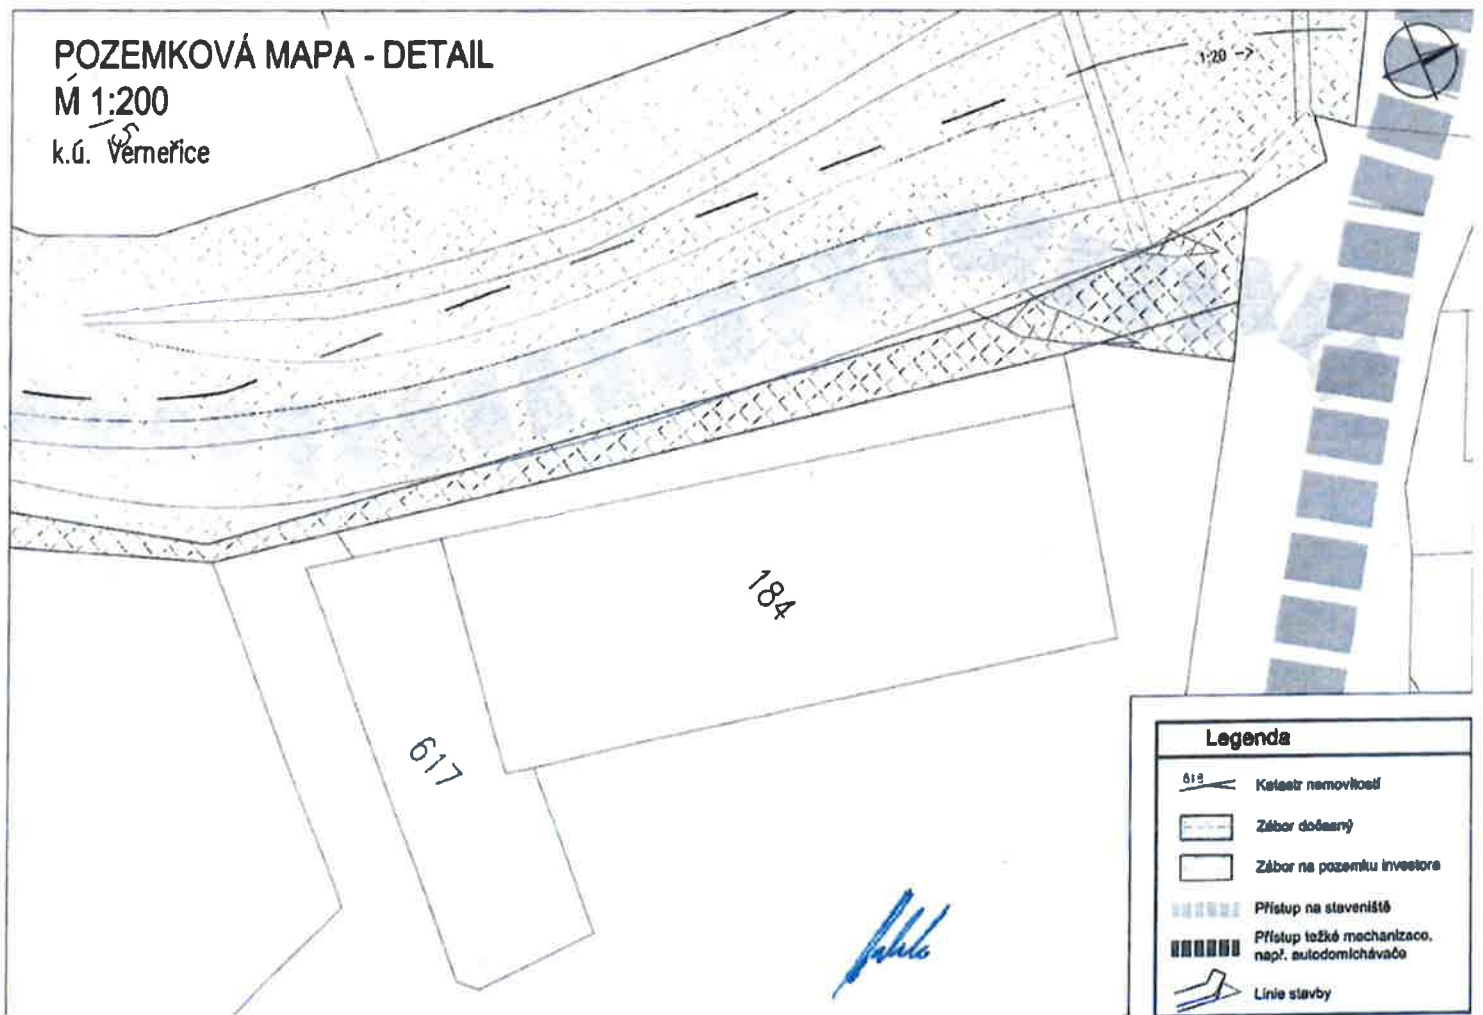 POZEMKOVÁ MAPA - DETAIL
M 1:200
k.ú. Verneřice
1:20
184
617
Legenda
619
Katastr nemovitostí
Zábor dočasný
Zábor na pozemku investora
Přístup na staveniště
Přístup težké mechanizace,
např. autodomíchávače
Linie stavby